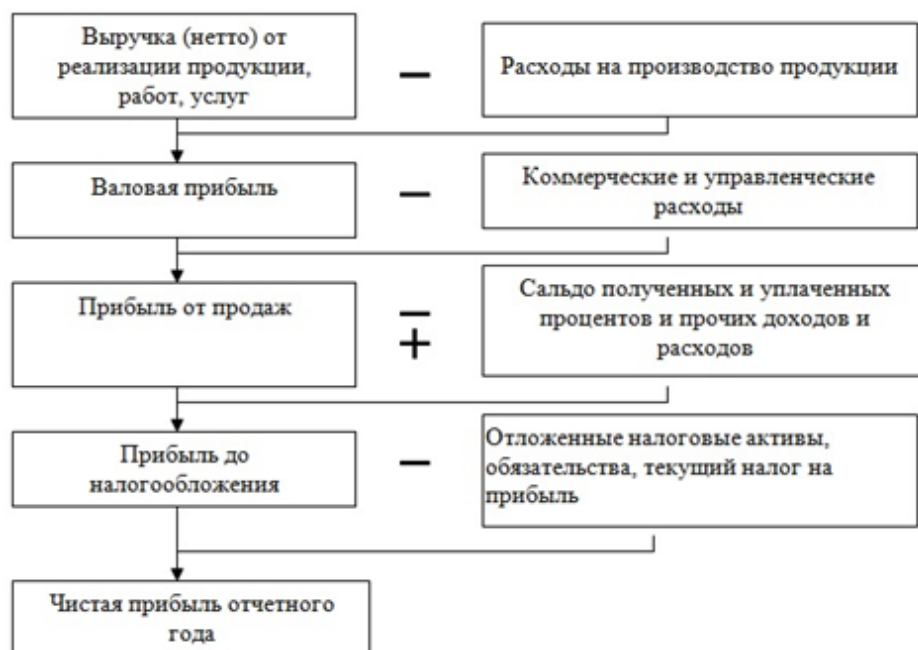 Выручка (нетто) от
реализации продукции,
работ, услуг
−
Расходы на производство продукции
Валовая прибыль
−
Коммерческие и управленческие
расходы
Прибыль от продаж
−
+
Сальдо полученных и уплаченных
процентов и прочих доходов и
расходов
Прибыль до
налогообложения
−
Отложенные налоговые активы,
обязательства, текущий налог на
прибыль
Чистая прибыль отчетного
года